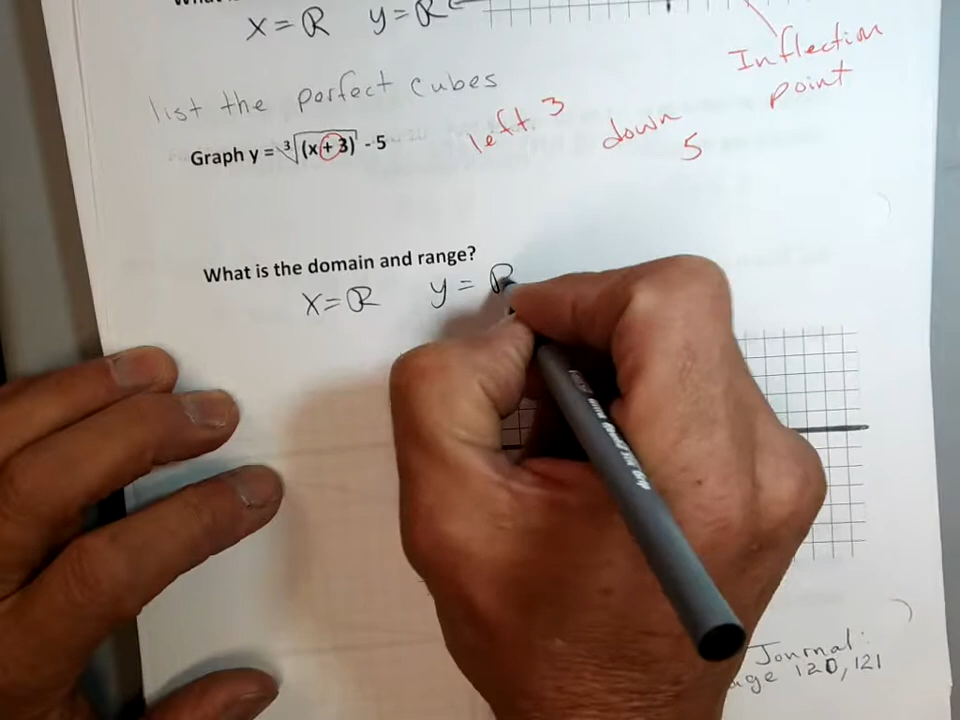 x = ℝ y = ℝ
Inflection
point
list the perfect cubes
left 3 down
5
Graph y = ∛(x + 3) - 5
What is the domain and range?
x = ℝ y = ℝ
Journal:
120, 121